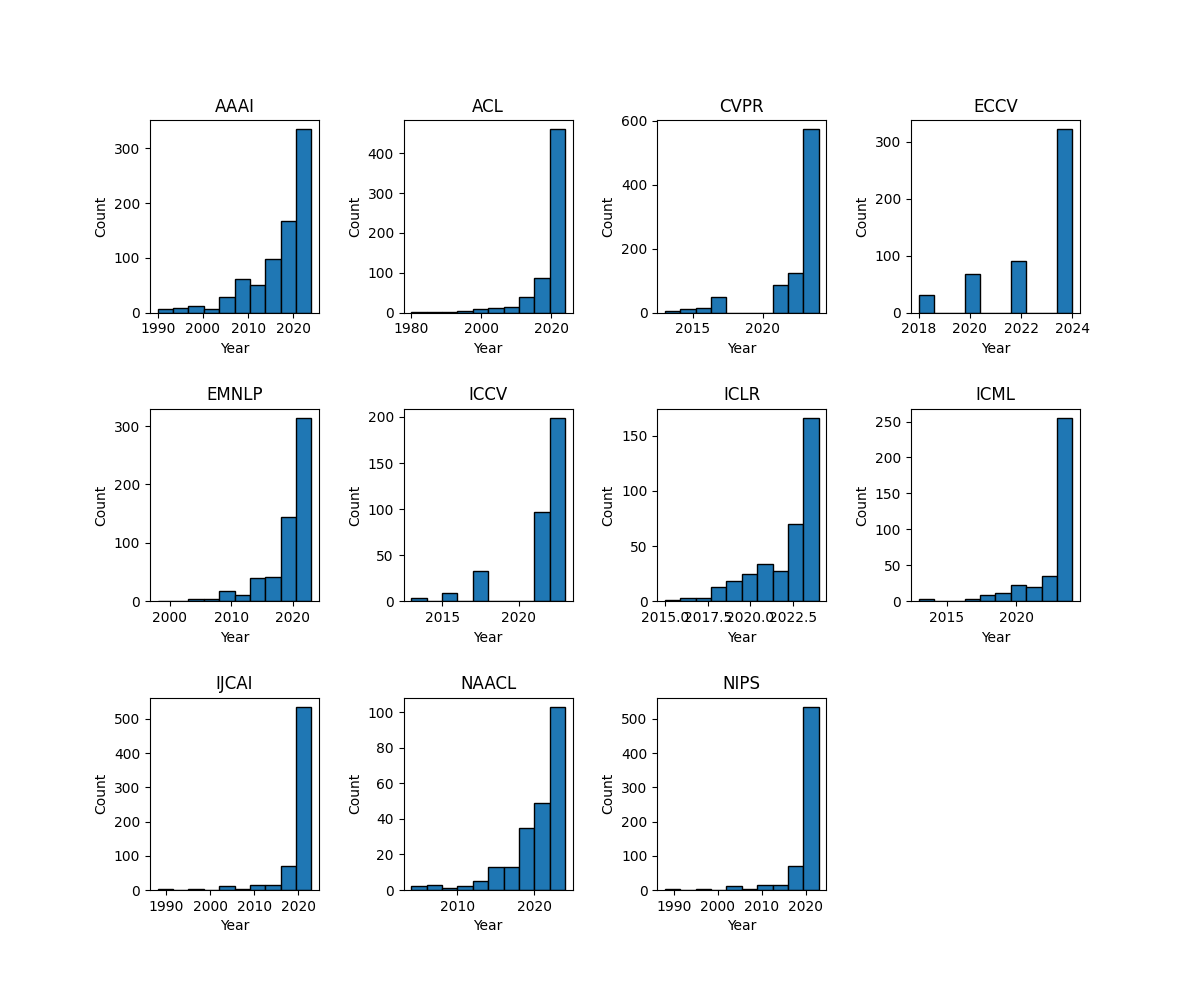 AAAI ACL CVPR ECCV
300 200 100 0
Count
1990 2000 2010 2020
Year
400 300 200 100 0
Count
1980 2000 2020
Year
600 400 200 0
Count
2015 2020
Year
300 200 100 0
Count
2018 2020 2022 2024
Year
EMNLP ICCV ICLR ICML
300 200 100 0
Count
2000 2010 2020
Year
200 150 100 50 0
Count
2015 2020
Year
150 100 50 0
Count
2015.0 2017.5 2020.0 2022.5
Year
250 200 150 100 50 0
Count
2015 2020
Year
IJCAI NAACL NIPS
500 400 300 200 100 0
Count
1990 2000 2010 2020
Year
100 80 60 40 20 0
Count
2010 2020
Year
500 400 300 200 100 0
Count
1990 2000 2010 2020
Year